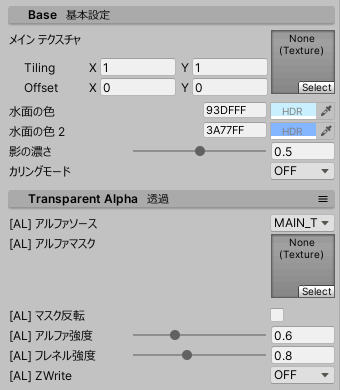 Base 基本設定
メイン テクスチャ
None
(Texture)
Tiling X 1 Y 1
Offset X 0 Y 0
Select
水面の色 93DFFF HDR
水面の色 2 3A77FF HDR
影の濃さ 0.5
カリングモード OFF
Transparent Alpha 透過
[AL] アルファソース MAIN_T
[AL] アルファマスク
None
(Texture)
Select
[AL] マスク反転
[AL] アルファ強度 0.6
[AL] フレネル強度 0.8
[AL] ZWrite OFF